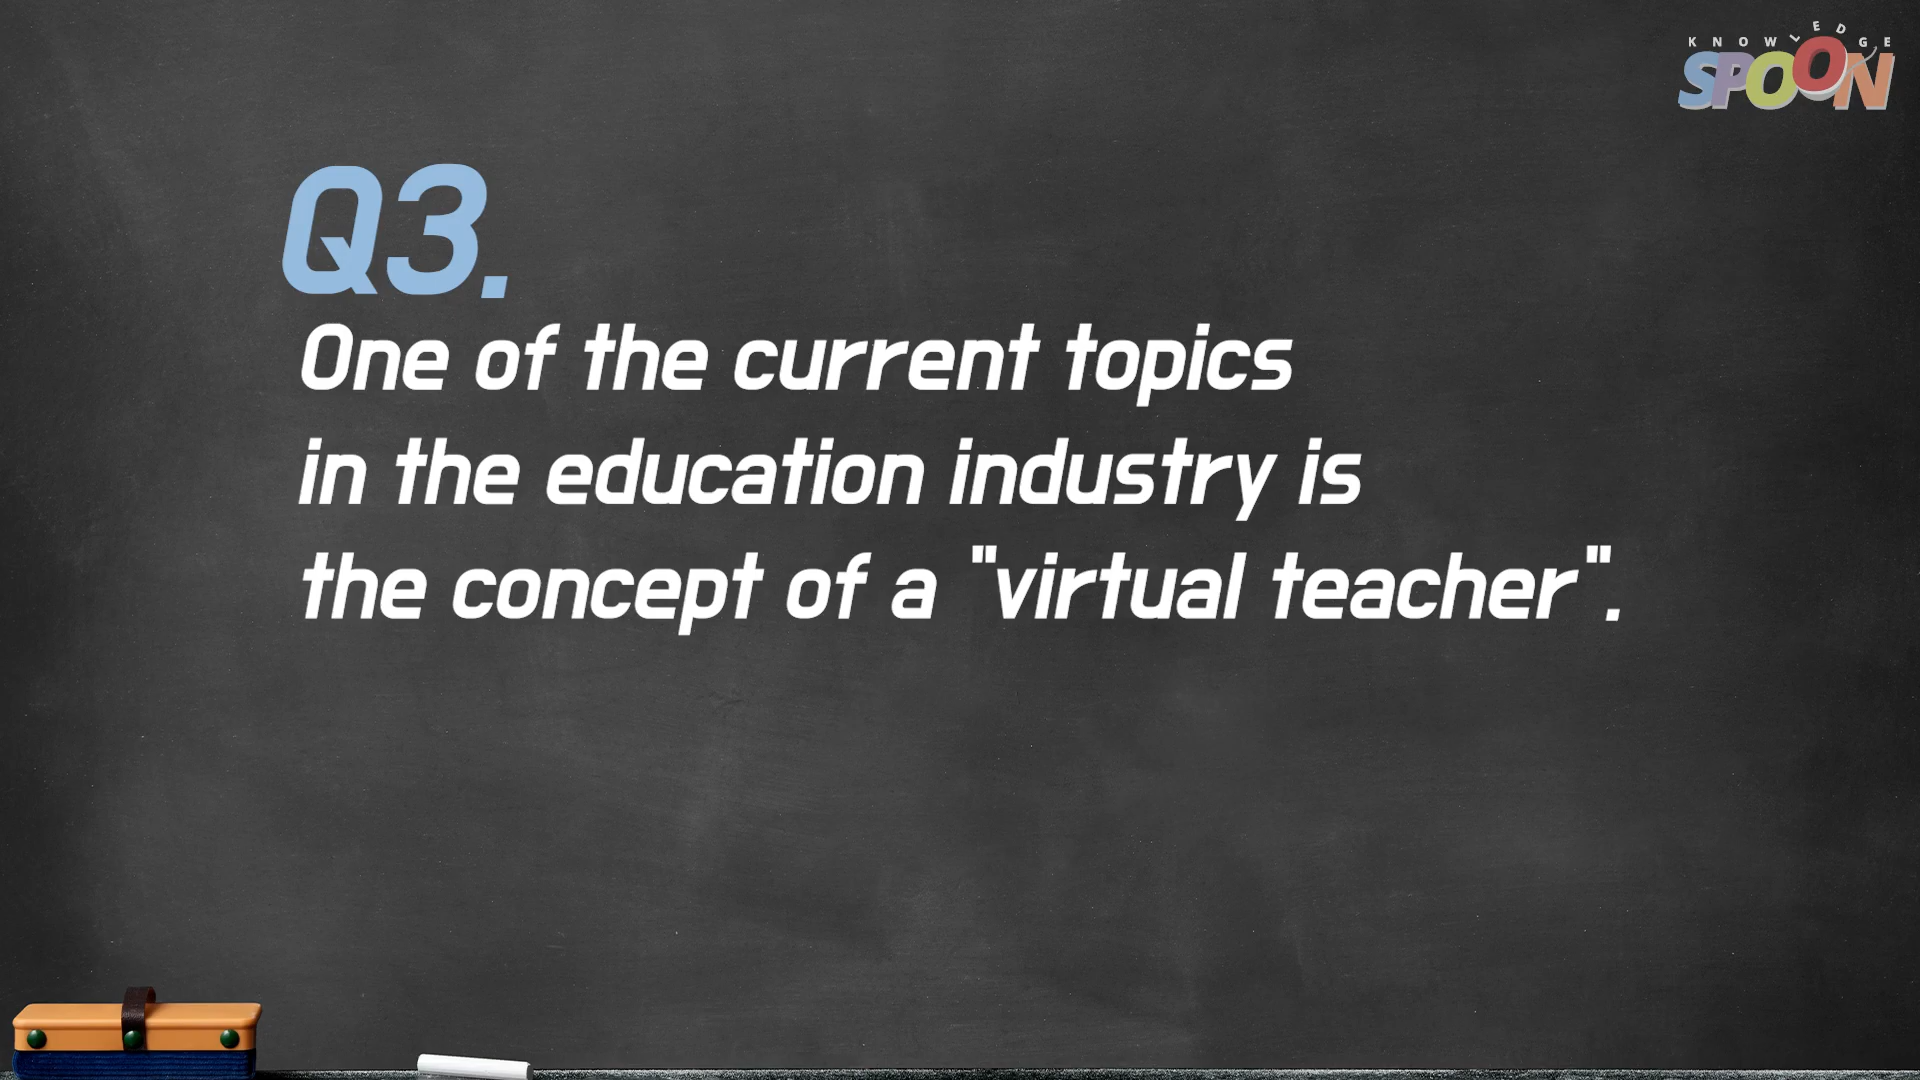 KNOWLEDGE
SPOON
Q3.
One of the current topics
in the education industry is
the concept of a "virtual teacher".